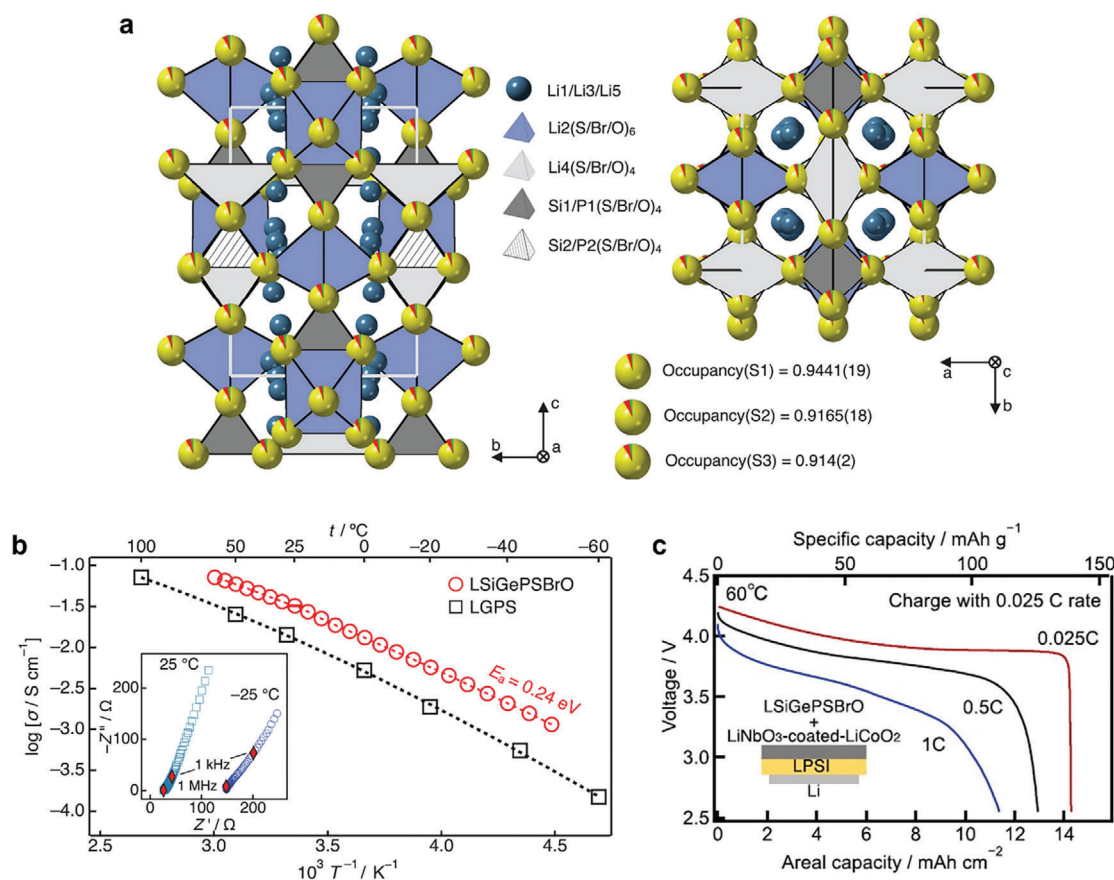 a
Li1/Li3/Li5
Li2(S/Br/O)6
Li4(S/Br/O)4
Si1/P1(S/Br/O)4
Si2/P2(S/Br/O)4
c
b
a
Occupancy(S1) = 0.9441(19)
Occupancy(S2) = 0.9165(18)
Occupancy(S3) = 0.914(2)
a
c
b
b
t / ºC
100 50 25 0 −20 −40 −60
log [σ / S cm⁻¹]
−1.0
−1.5
−2.0
−2.5
−3.0
−3.5
−4.0
LSiGePSBrO
LGPS
Ea = 0.24 eV
25 °C
−25 °C
−Z'' / Ω
200
100
0
1 kHz
1 MHz
0 100 200
Z' / Ω
2.5 3.0 3.5 4.0 4.5
10³ T⁻¹ / K⁻¹
c
Specific capacity / mAh g⁻¹
0 50 100 150
Voltage / V
4.5
4.0
3.5
3.0
2.5
60°C
Charge with 0.025 C rate
0.025C
0.5C
1C
LSiGePSBrO
+
LiNbO3-coated-LiCoO2
LPSI
Li
0 2 4 6 8 10 12 14
Areal capacity / mAh cm⁻²